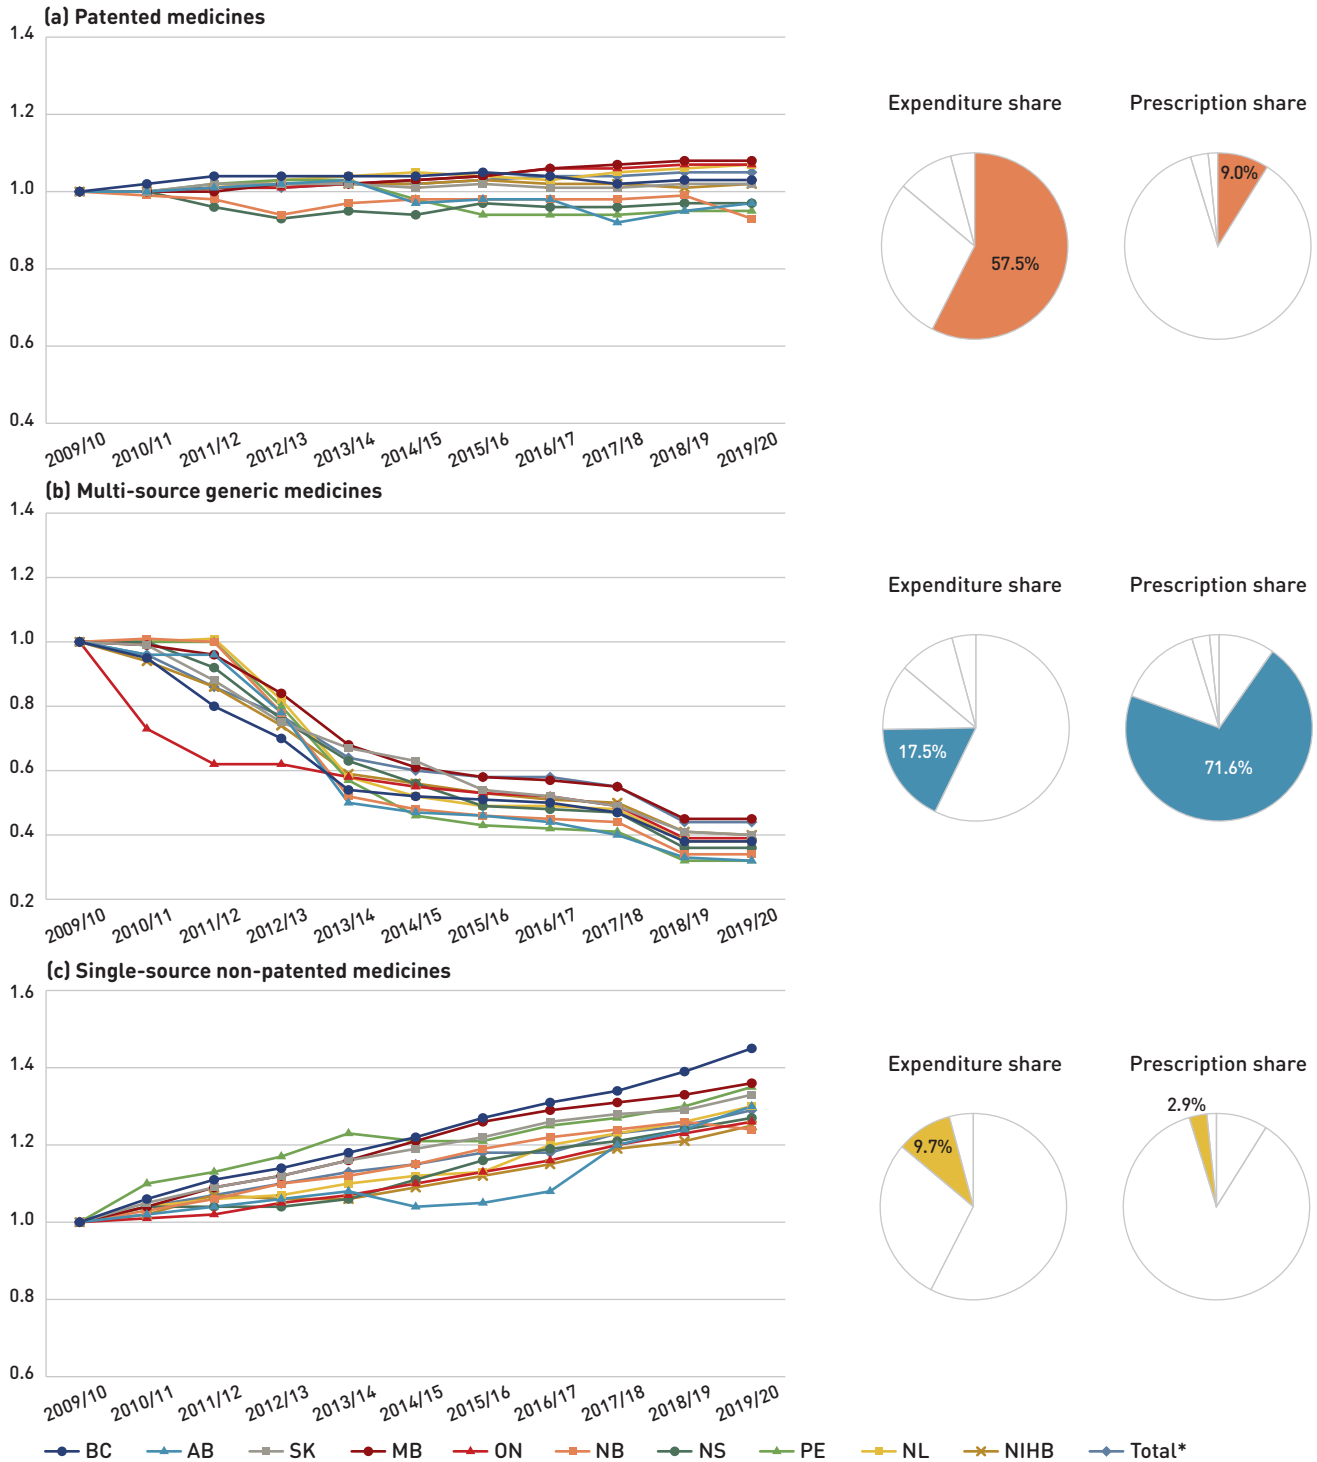 (a) Patented medicines
1.4
1.2
1.0
0.8
0.6
0.4
2009/10 2010/11 2011/12 2012/13 2013/14 2014/15 2015/16 2016/17 2017/18 2018/19 2019/20
Expenditure share
57.5%
Prescription share
9.0%
(b) Multi-source generic medicines
1.4
1.2
1.0
0.8
0.6
0.4
0.2
2009/10 2010/11 2011/12 2012/13 2013/14 2014/15 2015/16 2016/17 2017/18 2018/19 2019/20
Expenditure share
17.5%
Prescription share
71.6%
(c) Single-source non-patented medicines
1.6
1.4
1.2
1.0
0.8
0.6
2009/10 2010/11 2011/12 2012/13 2013/14 2014/15 2015/16 2016/17 2017/18 2018/19 2019/20
Expenditure share
9.7%
Prescription share
2.9%
BC AB SK MB ON NB NS PE NL NIHB Total*